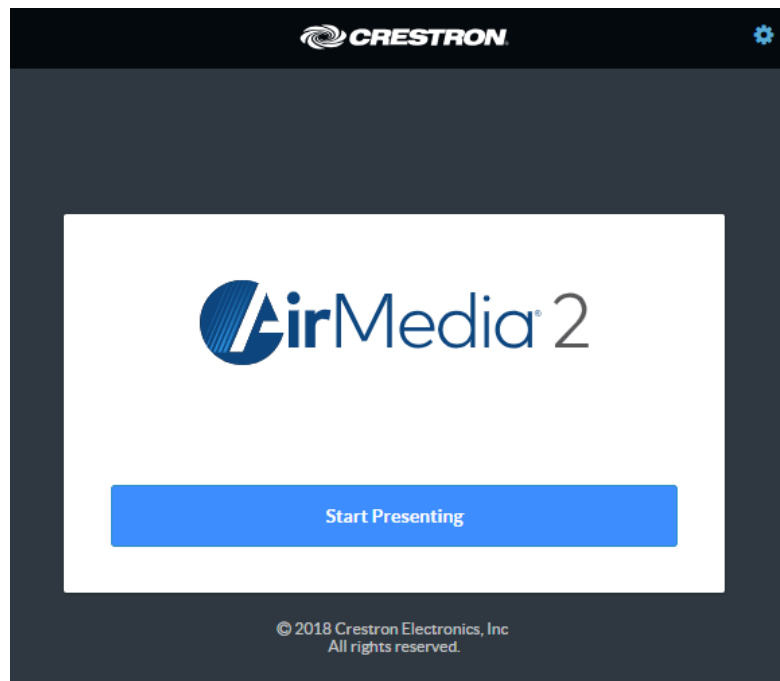 CRESTRON.
AirMedia® 2
Start Presenting
© 2018 Crestron Electronics, Inc
All rights reserved.